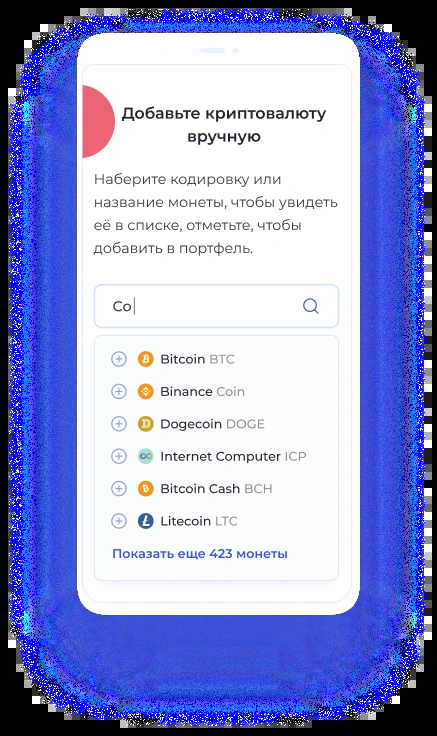 Добавьте криптовалюту
вручную
Наберите кодировку или
название монеты, чтобы увидеть
её в списке, отметьте, чтобы
добавить в портфель.
Co
Bitcoin BTC
Binance Coin
Dogecoin DOGE
Internet Computer ICP
Bitcoin Cash BCH
Litecoin LTC
Показать еще 423 монеты